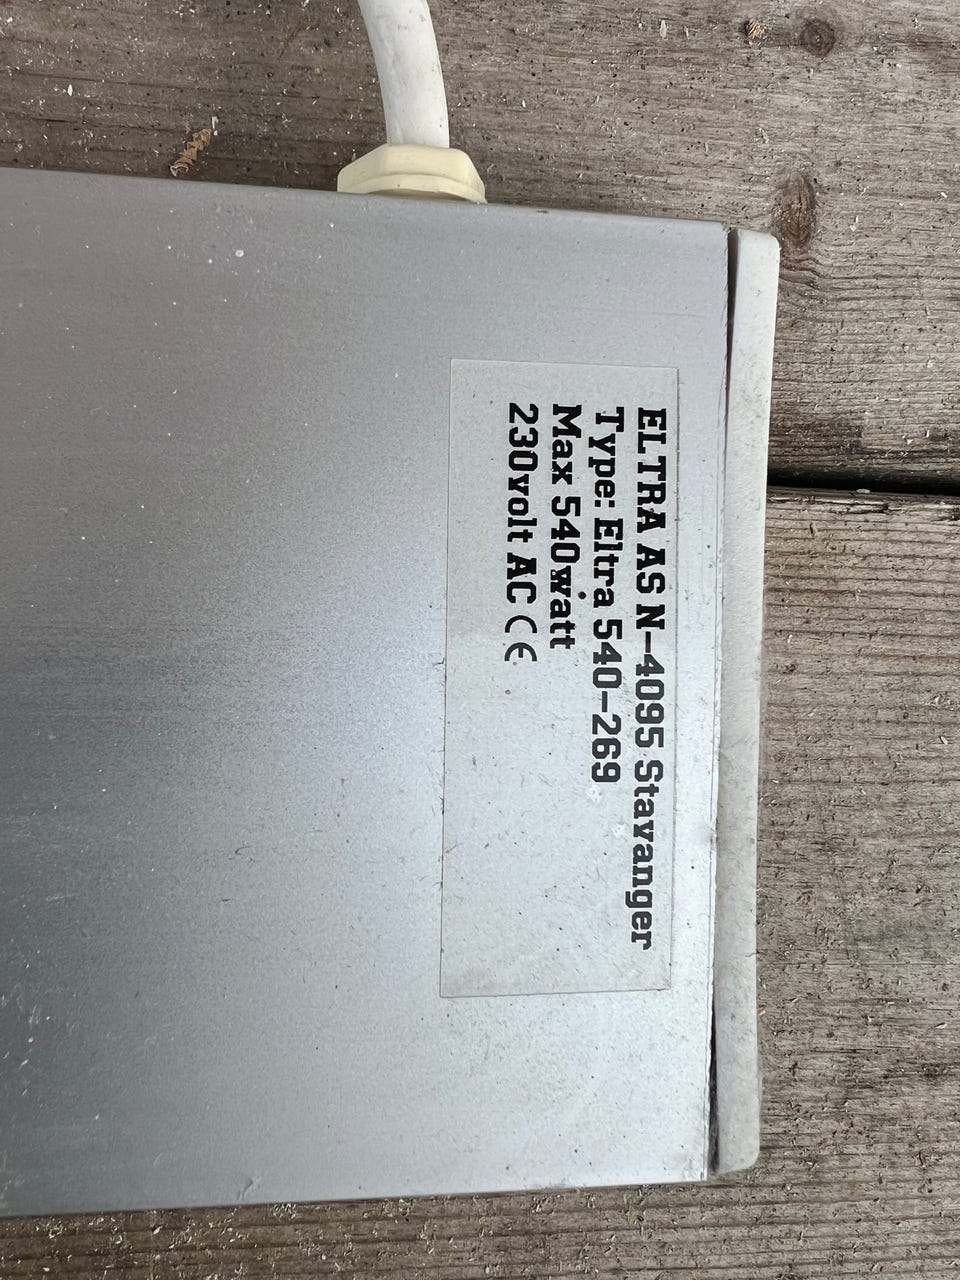 ELTRA AS N-4095 Stavanger
Type: Eltra 540-269
Max 540watt
230volt AC CE